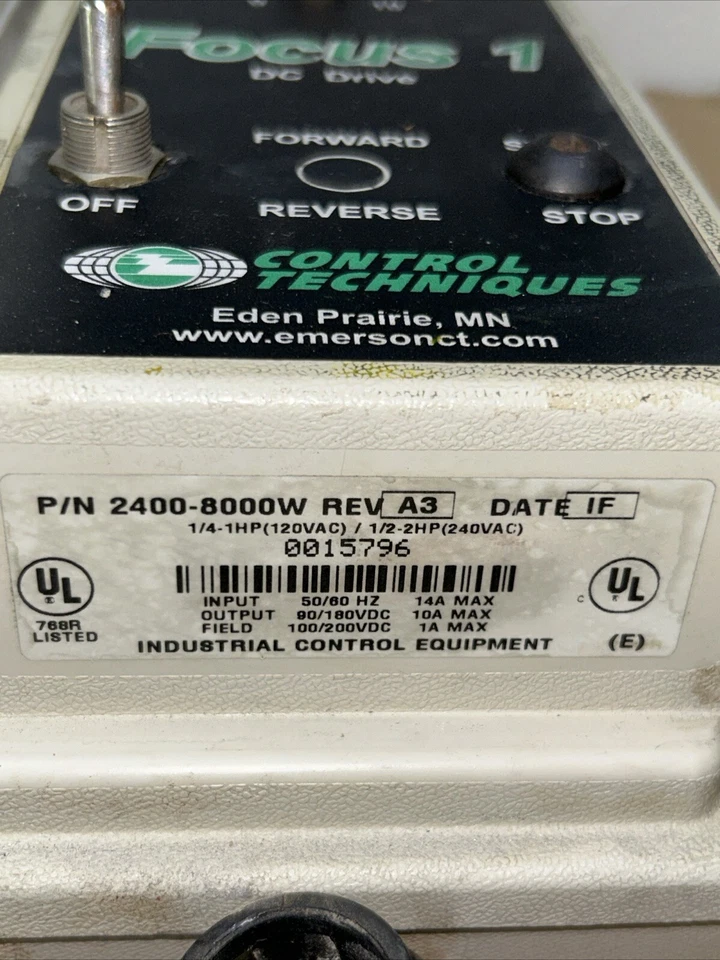 Focus 1
DC Drive
FORWARD
OFF
REVERSE
STOP
CONTROL
TECHNIQUES
Eden Prairie, MN
www.emersonct.com
P/N 2400-8000W REV A3 DATE IF
1/4-1HP(120VAC) / 1/2-2HP(240VAC)
0015796
UL
768R
LISTED
INPUT 50/60 HZ 14A MAX
OUTPUT 90/180VDC 10A MAX
FIELD 100/200VDC 1A MAX
INDUSTRIAL CONTROL EQUIPMENT
C UL
(E)